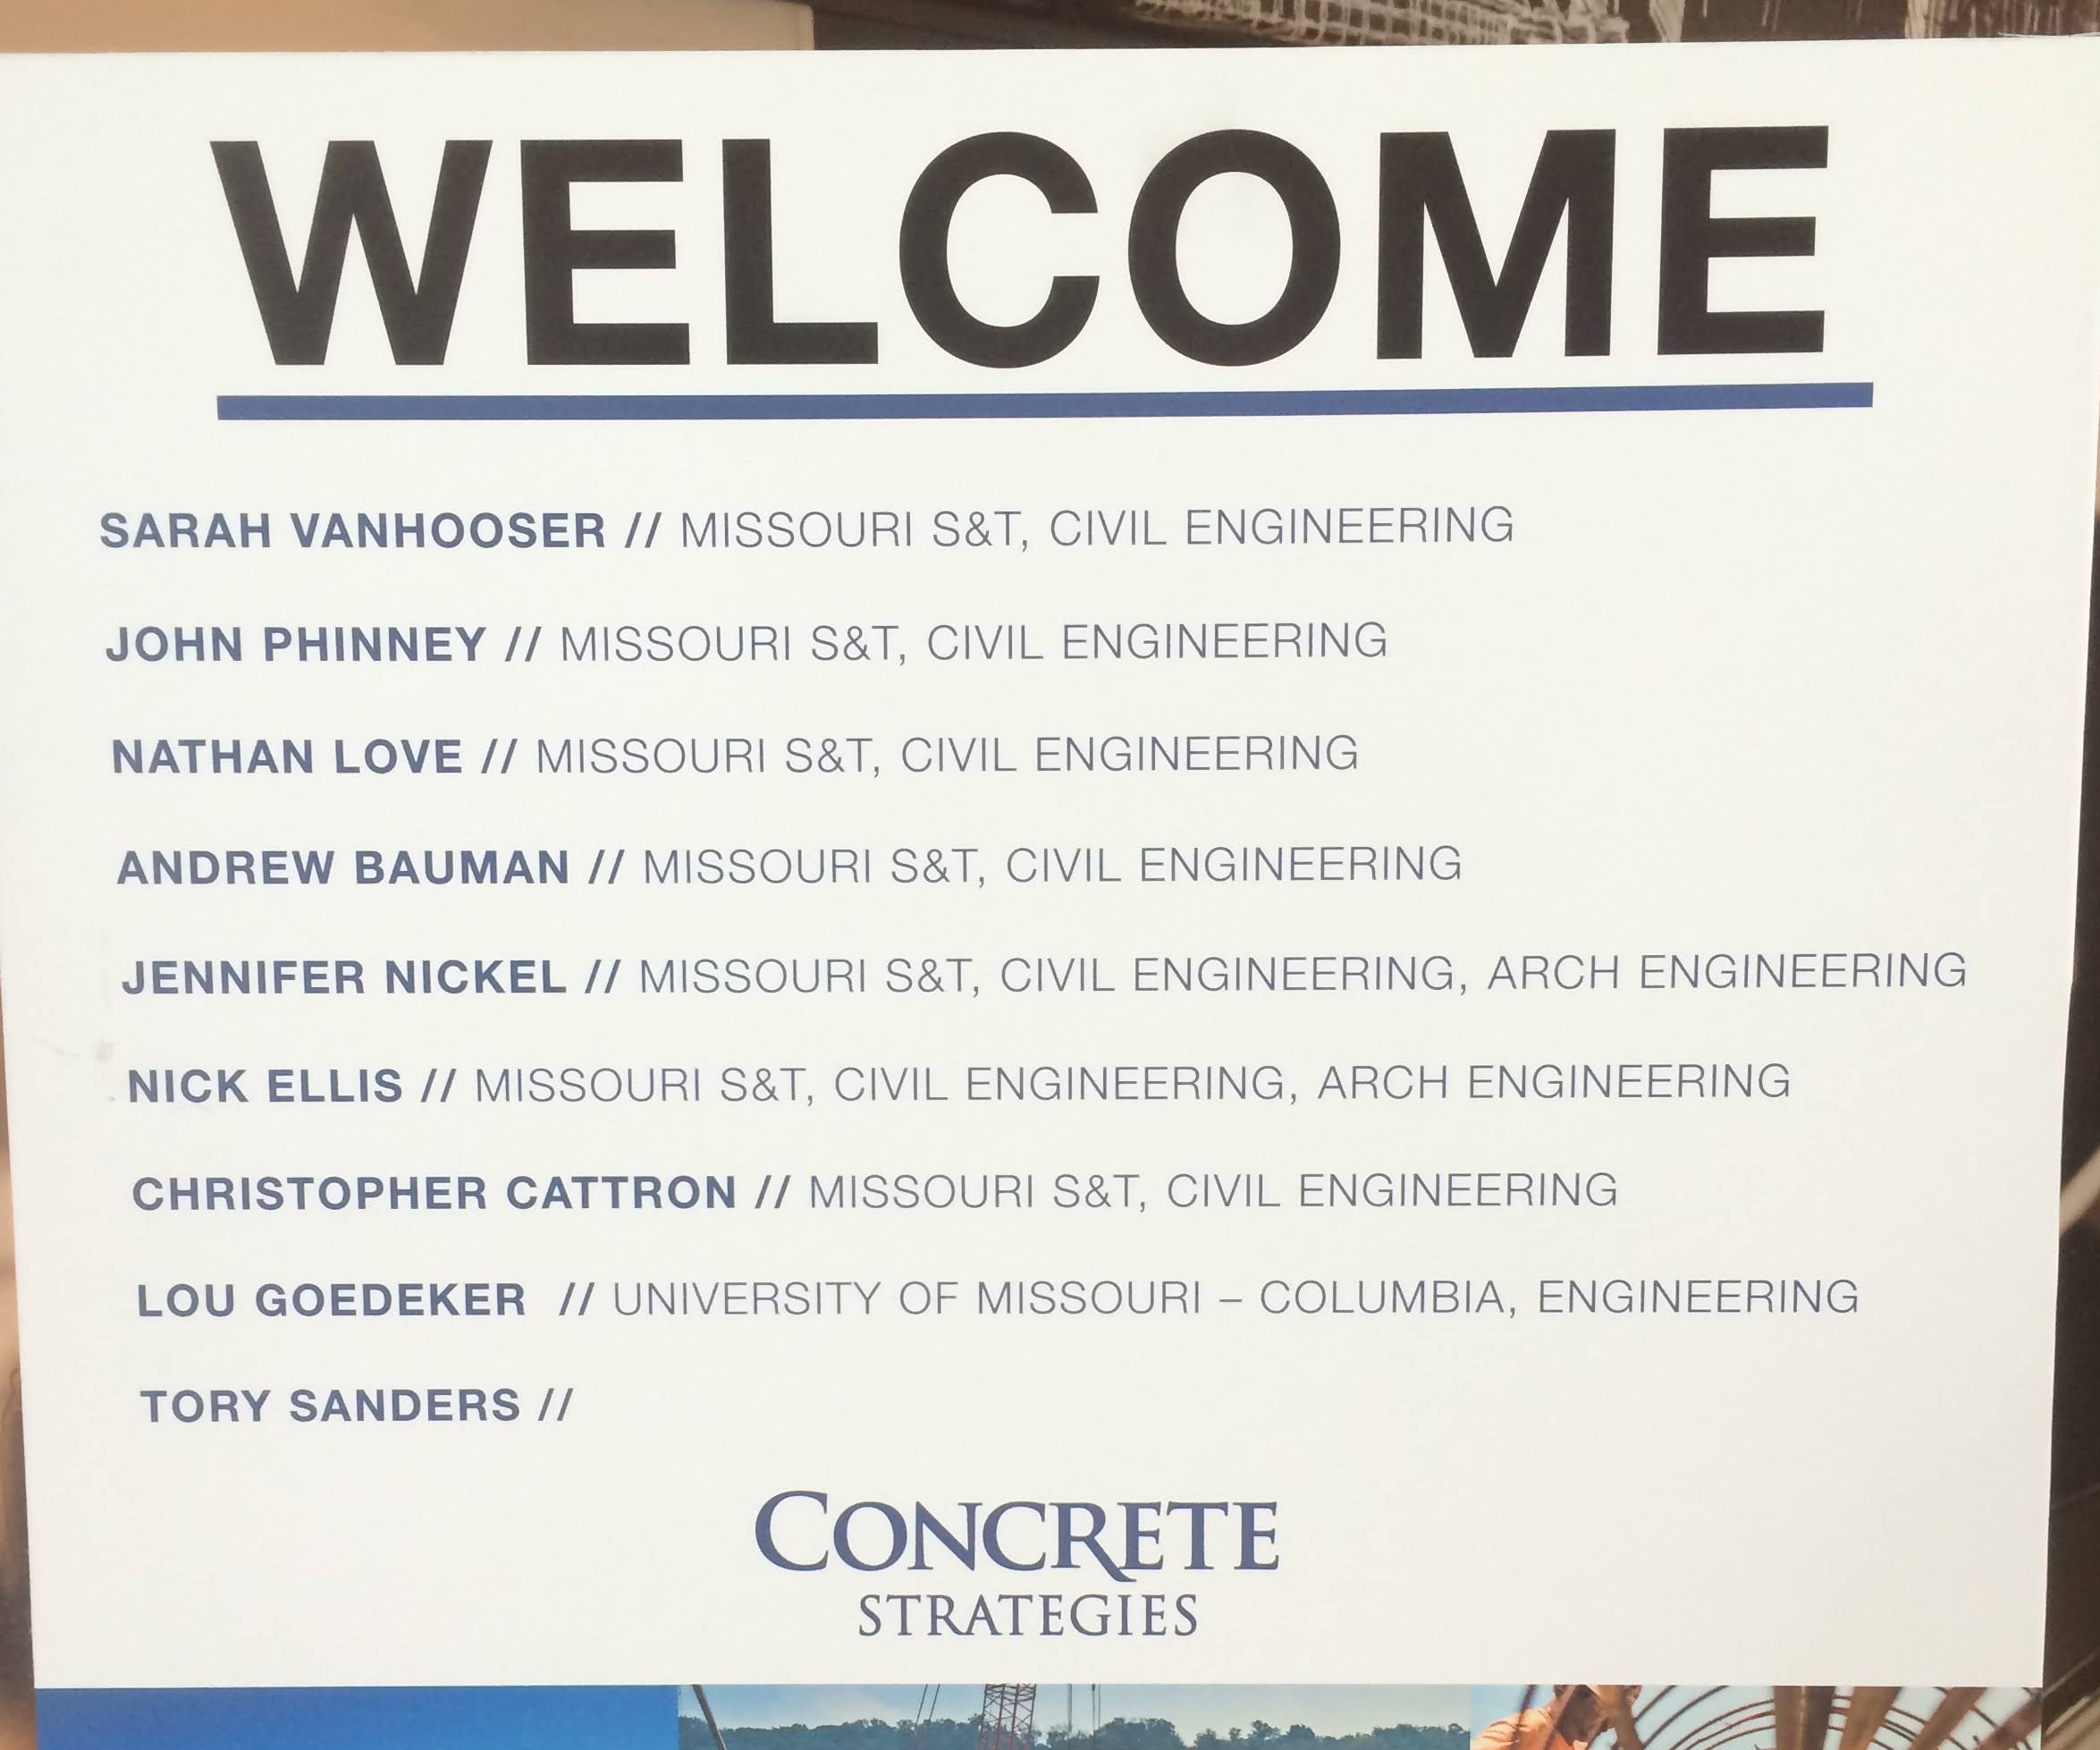 WELCOME
SARAH VANHOOSER // MISSOURI S&T, CIVIL ENGINEERING
JOHN PHINNEY // MISSOURI S&T, CIVIL ENGINEERING
NATHAN LOVE // MISSOURI S&T, CIVIL ENGINEERING
ANDREW BAUMAN // MISSOURI S&T, CIVIL ENGINEERING
JENNIFER NICKEL // MISSOURI S&T, CIVIL ENGINEERING, ARCH ENGINEERING
NICK ELLIS // MISSOURI S&T, CIVIL ENGINEERING, ARCH ENGINEERING
CHRISTOPHER CATTRON // MISSOURI S&T, CIVIL ENGINEERING
LOU GOEDEKER // UNIVERSITY OF MISSOURI – COLUMBIA, ENGINEERING
TORY SANDERS //
CONCRETE
STRATEGIES